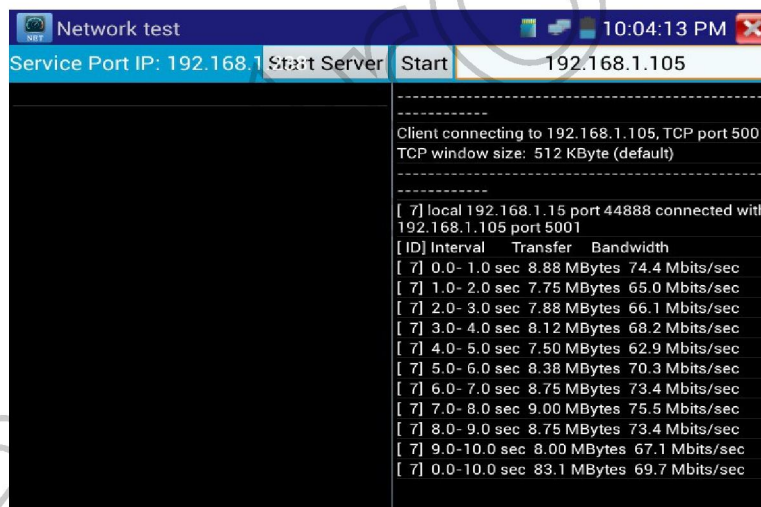 Network test
10:04:13 PM
NBT
Service Port IP: 192.168.1
Start Server
Start
192.168.1.105
--------------------------------------------------
------------
Client connecting to 192.168.1.105, TCP port 500
TCP window size: 512 KByte (default)
--------------------------------------------------
------------
[ 7] local 192.168.1.15 port 44888 connected with
192.168.1.105 port 5001
[ ID] Interval Transfer Bandwidth
[ 7] 0.0- 1.0 sec 8.88 MBytes 74.4 Mbits/sec
[ 7] 1.0- 2.0 sec 7.75 MBytes 65.0 Mbits/sec
[ 7] 2.0- 3.0 sec 7.88 MBytes 66.1 Mbits/sec
[ 7] 3.0- 4.0 sec 8.12 MBytes 68.2 Mbits/sec
[ 7] 4.0- 5.0 sec 7.50 MBytes 62.9 Mbits/sec
[ 7] 5.0- 6.0 sec 8.38 MBytes 70.3 Mbits/sec
[ 7] 6.0- 7.0 sec 8.75 MBytes 73.4 Mbits/sec
[ 7] 7.0- 8.0 sec 9.00 MBytes 75.5 Mbits/sec
[ 7] 8.0- 9.0 sec 8.75 MBytes 73.4 Mbits/sec
[ 7] 9.0-10.0 sec 8.00 MBytes 67.1 Mbits/sec
[ 7] 0.0-10.0 sec 83.1 MBytes 69.7 Mbits/sec